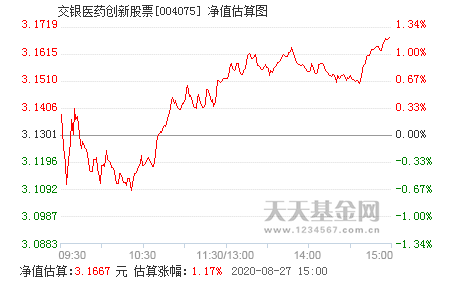 交银医药创新股票[004075] 净值估算图
3.1719 1.34%
3.1615 1.00%
3.1510 0.67%
3.1406 0.33%
3.1301 0.00%
3.1196 -0.33%
3.1092 -0.67%
3.0987 -1.00%
3.0883 -1.34%
天天基金网
www.1234567.com.cn
09:30 10:30 11:30/13:00 14:00 15:00
净值估算:3.1667 元 估算涨幅: 1.17% 2020-08-27 15:00